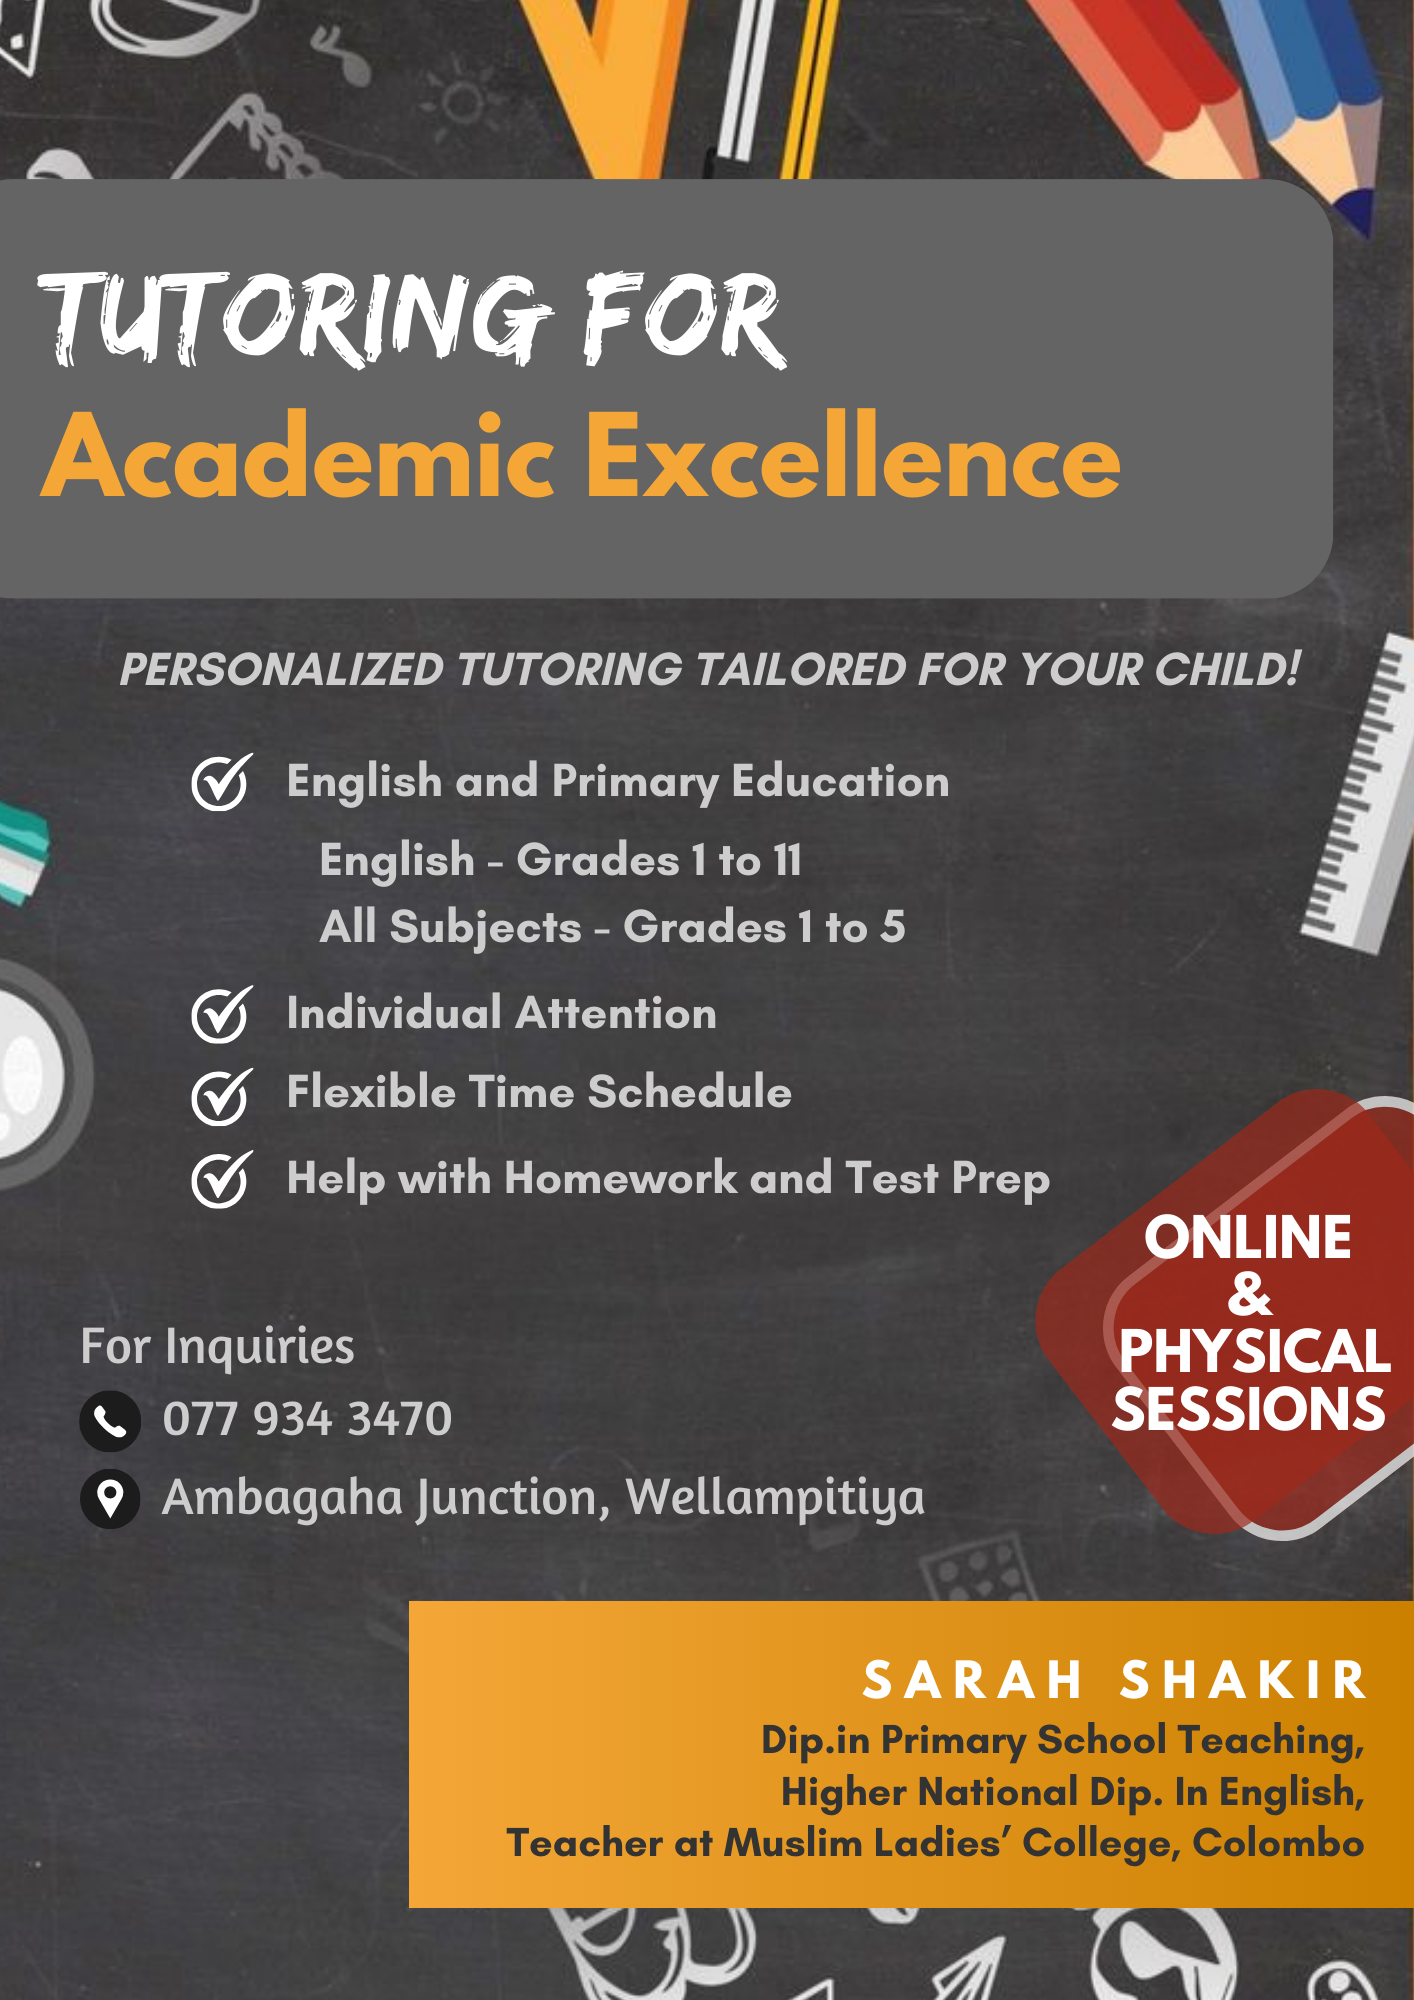 TUTORING FOR
Academic Excellence
PERSONALIZED TUTORING TAILORED FOR YOUR CHILD!
English and Primary Education
English - Grades 1 to 11
All Subjects - Grades 1 to 5
Individual Attention
Flexible Time Schedule
Help with Homework and Test Prep
ONLINE
&
PHYSICAL
SESSIONS
For Inquiries
077 934 3470
Ambagaha Junction, Wellampitiya
SARAH SHAKIR
Dip.in Primary School Teaching,
Higher National Dip. In English,
Teacher at Muslim Ladies’ College, Colombo